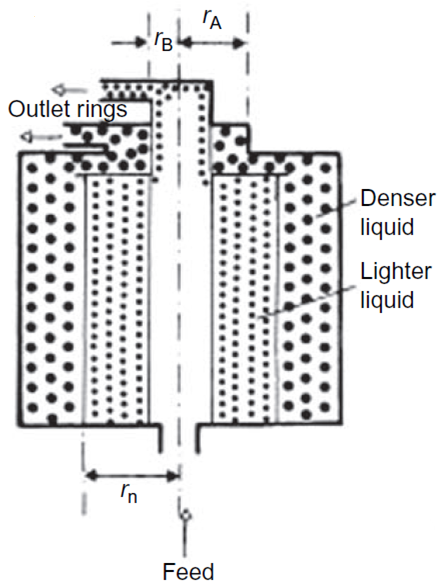 rB
rA
Outlet rings
Denser
liquid
Lighter
liquid
rn
Feed